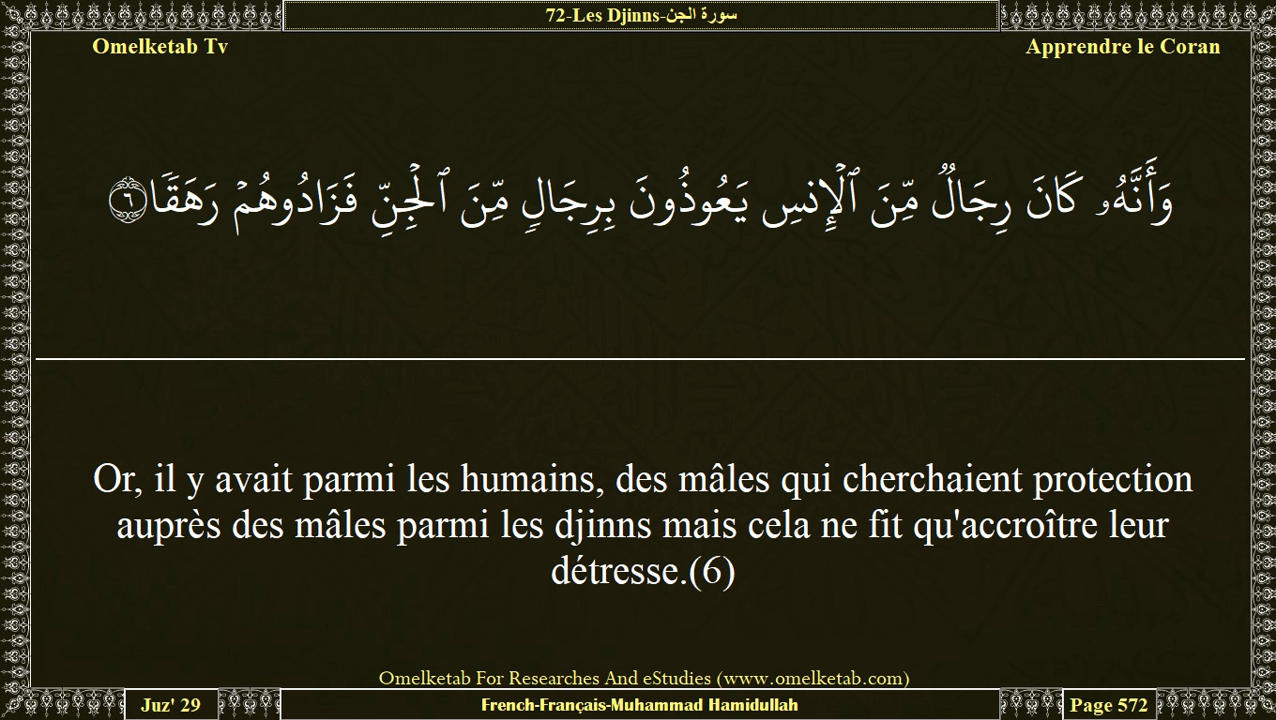 72-Les Djinns-سورة الجن
Omelketab Tv
Apprendre le Coran
وَأَنَّهُۥ كَانَ رِجَالٌ مِّنَ ٱلْإِنسِ يَعُوذُونَ بِرِجَالٍ مِّنَ ٱلْجِنِّ فَزَادُوهُمْ رَهَقًا ٦
Or, il y avait parmi les humains, des mâles qui cherchaient protection
auprès des mâles parmi les djinns mais cela ne fit qu'accroître leur
détresse.(6)
Omelketab For Researches And eStudies (www.omelketab.com)
Juz' 29
French-Français-Muhammad Hamidullah
Page 572